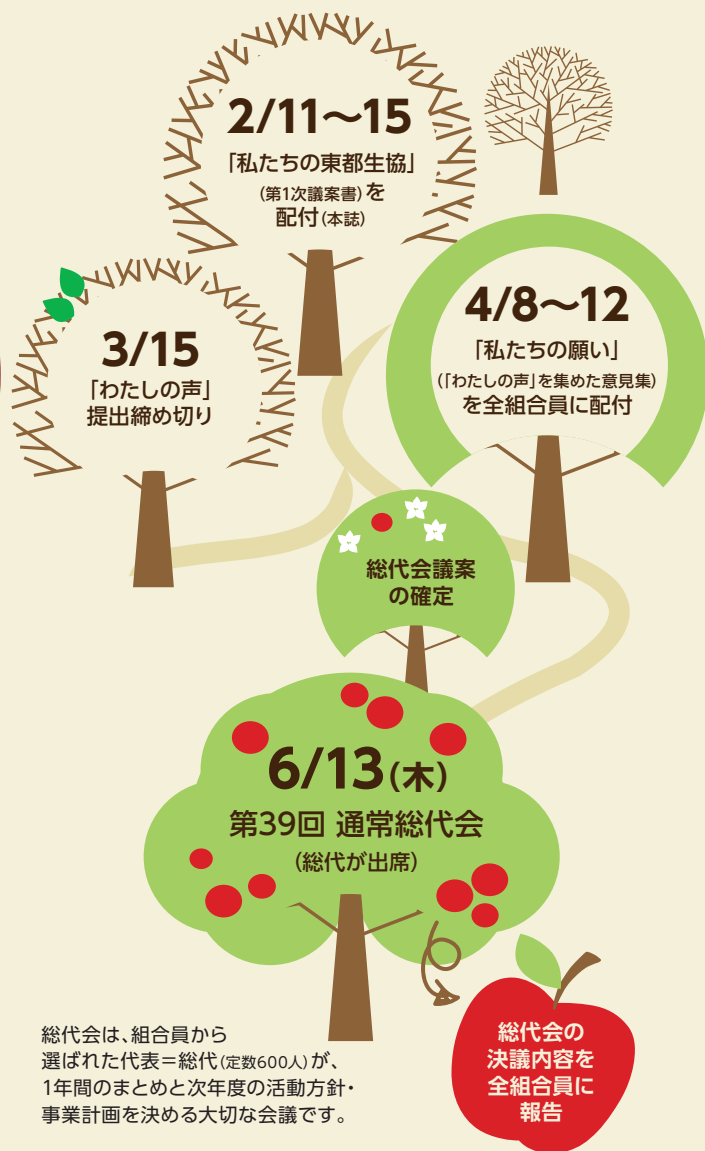 2/11〜15
「私たちの東都生協」
(第1次議案書)を
配付(本誌)
3/15
「わたしの声」
提出締め切り
4/8〜12
「私たちの願い」
(「わたしの声」を集めた意見集)
を全組合員に配付
総代会議案
の確定
6/13(木)
第39回 通常総代会
(総代が出席)
総代会の
決議内容を
全組合員に
報告
総代会は、組合員から
選ばれた代表=総代(定数600人)が、
1年間のまとめと次年度の活動方針・
事業計画を決める大切な会議です。